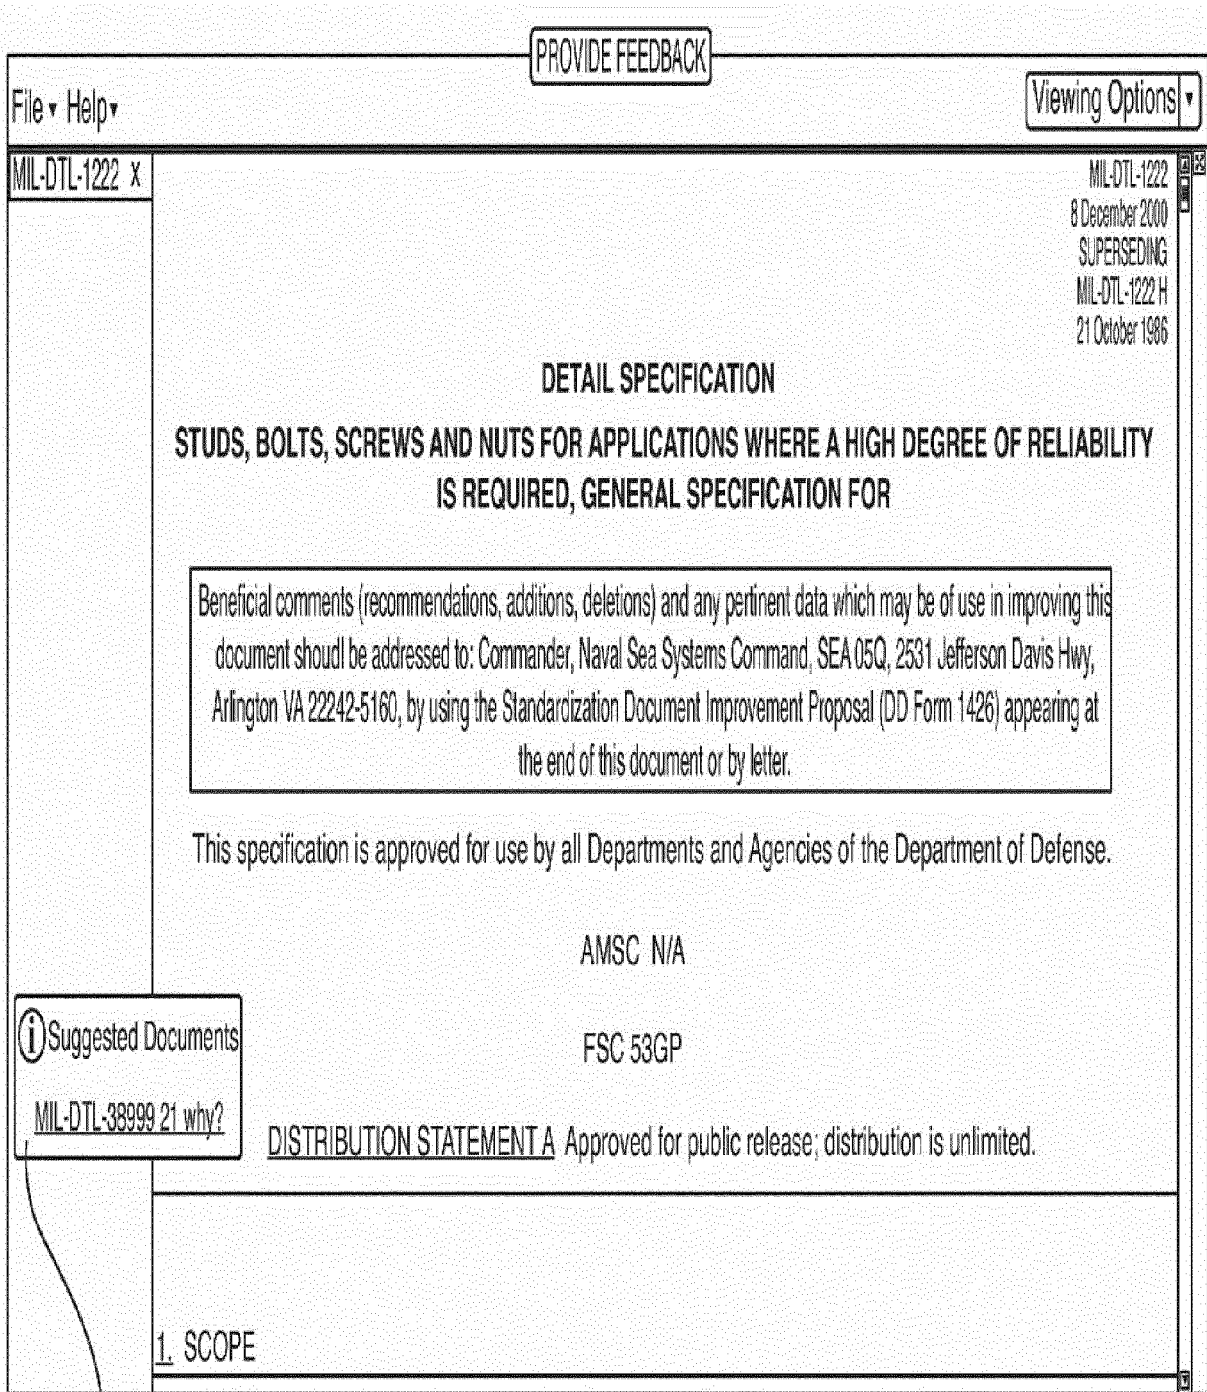 PROVIDE FEEDBACK
File ▾ Help ▾
Viewing Options ▾
MIL-DTL-1222 X
MIL-DTL-1222
8 December 2000
SUPERSEDING
MIL-DTL-1222 H
21 October 1986
DETAIL SPECIFICATION
STUDS, BOLTS, SCREWS AND NUTS FOR APPLICATIONS WHERE A HIGH DEGREE OF RELIABILITY
IS REQUIRED, GENERAL SPECIFICATION FOR
Beneficial comments (recommendations, additions, deletions) and any pertinent data which may be of use in improving this
document shoudl be addressed to: Commander, Naval Sea Systems Command, SEA 05Q, 2531 Jefferson Davis Hwy,
Arlington VA 22242-5160, by using the Standardization Document Improvement Proposal (DD Form 1426) appearing at
the end of this document or by letter.
This specification is approved for use by all Departments and Agencies of the Department of Defense.
AMSC N/A
FSC 53GP
i Suggested Documents
MIL-DTL-38999 21 why?
DISTRIBUTION STATEMENT A Approved for public release; distribution is unlimited.
1. SCOPE